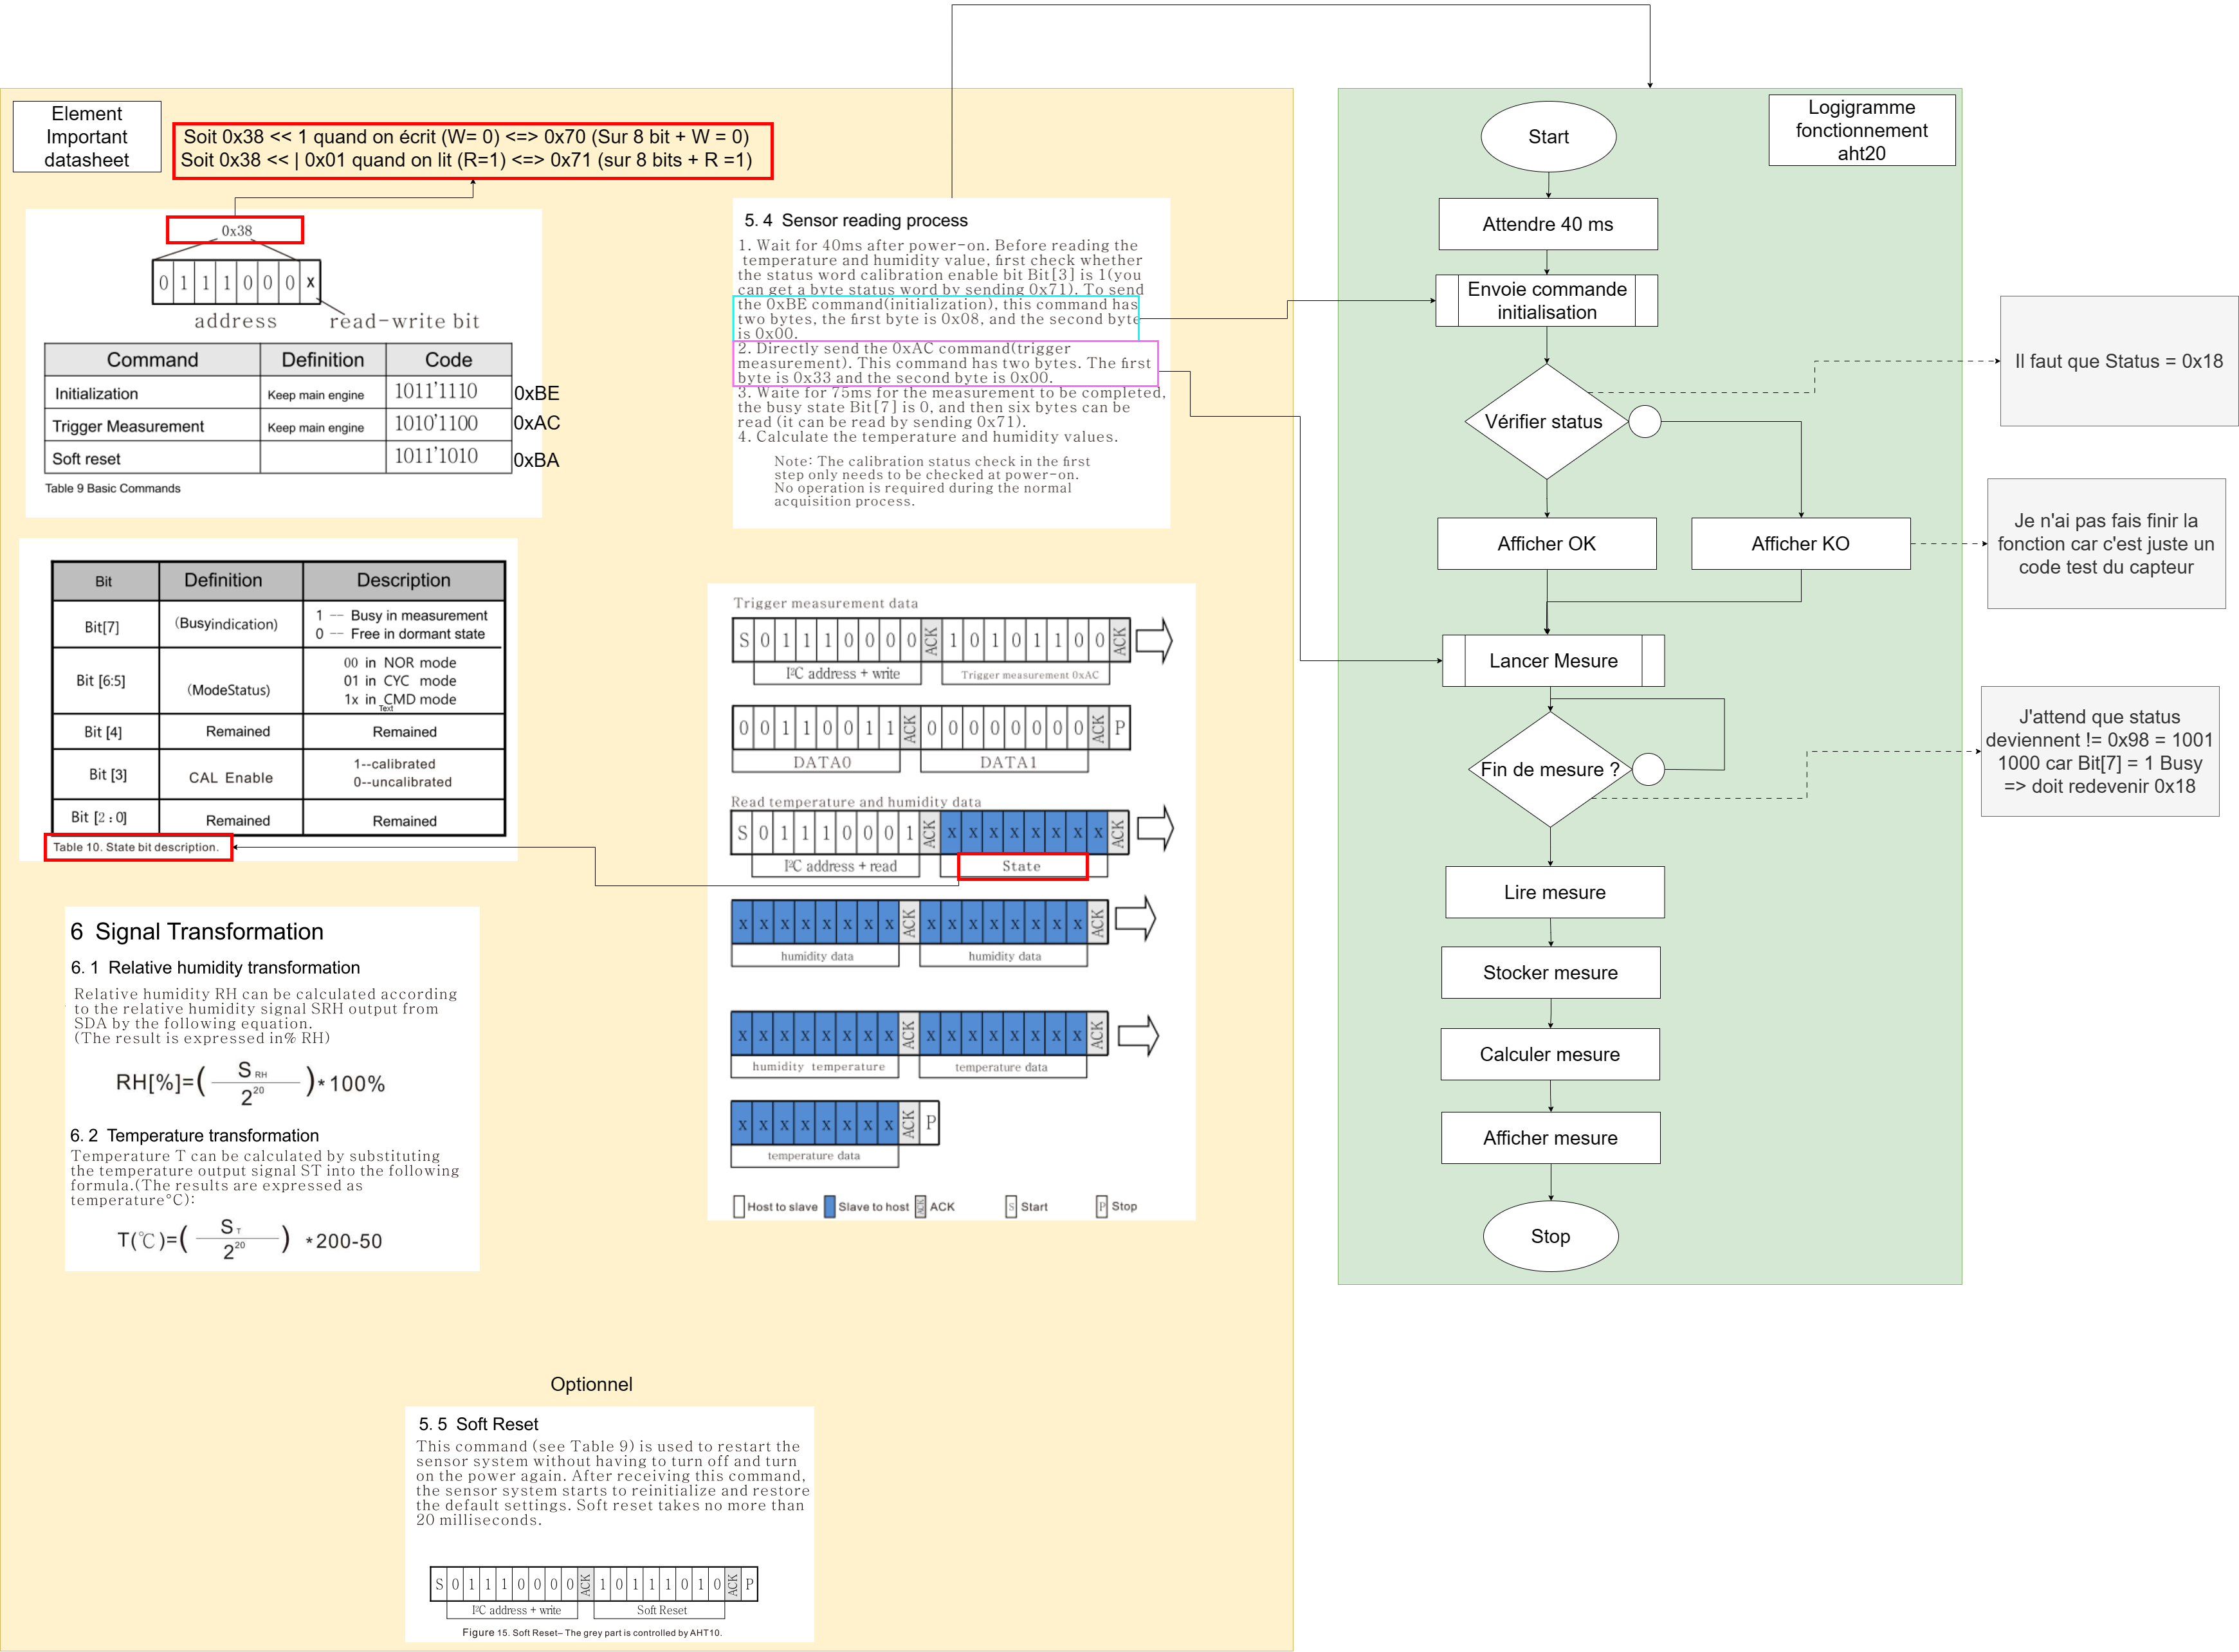 Element
Important
datasheet
Soit 0x38 << 1 quand on écrit (W= 0) <=> 0x70 (Sur 8 bit + W = 0)
Soit 0x38 << | 0x01 quand on lit (R=1) <=> 0x71 (sur 8 bits + R =1)
0x38
0 1 1 1 0 0 0 x
address read-write bit
Command Definition Code
Initialization Keep main engine 1011'1110 0xBE
Trigger Measurement Keep main engine 1010'1100 0xAC
Soft reset 1011'1010 0xBA
Table 9 Basic Commands
Bit Definition Description
Bit[7] (Busyindication) 1 -- Busy in measurement
0 -- Free in dormant state
Bit [6:5] (ModeStatus) 00 in NOR mode
01 in CYC mode
1x in CMD mode
Text
Bit [4] Remained Remained
Bit [3] CAL Enable 1--calibrated
0--uncalibrated
Bit [2:0] Remained Remained
Table 10. State bit description.
6 Signal Transformation
6. 1 Relative humidity transformation
Relative humidity RH can be calculated according
to the relative humidity signal SRH output from
SDA by the following equation.
(The result is expressed in% RH)
RH[%]=( S RH / 2 20 )*100%
6. 2 Temperature transformation
Temperature T can be calculated by substituting
the temperature output signal ST into the following
formula.(The results are expressed as
temperature°C):
T(℃)=( S T / 2 20 ) *200-50
5. 4 Sensor reading process
1. Wait for 40ms after power-on. Before reading the
temperature and humidity value, first check whether
the status word calibration enable bit Bit[3] is 1(you
can get a byte status word by sending 0x71). To send
the 0xBE command(initialization), this command has
two bytes, the first byte is 0x08, and the second byte
is 0x00.
2. Directly send the 0xAC command(trigger
measurement). This command has two bytes. The first
byte is 0x33 and the second byte is 0x00.
3. Waite for 75ms for the measurement to be completed,
the busy state Bit[7] is 0, and then six bytes can be
read (it can be read by sending 0x71).
4. Calculate the temperature and humidity values.
Note: The calibration status check in the first
step only needs to be checked at power-on.
No operation is required during the normal
acquisition process.
Trigger measurement data
S 0 1 1 1 0 0 0 0 ACK 1 0 1 0 1 1 0 0 ACK
I²C address + write Trigger measurement 0xAC
0 0 1 1 0 0 1 1 ACK 0 0 0 0 0 0 0 0 ACK P
DATA0 DATA1
Read temperature and humidity data
S 0 1 1 1 0 0 0 1 ACK x x x x x x x x ACK
I²C address + read State
x x x x x x x x ACK x x x x x x x x ACK
humidity data humidity data
x x x x x x x x ACK x x x x x x x x ACK
humidity temperature temperature data
x x x x x x x x ACK P
temperature data
Host to slave Slave to host ACK ACK S Start P Stop
Optionnel
5. 5 Soft Reset
This command (see Table 9) is used to restart the
sensor system without having to turn off and turn
on the power again. After receiving this command,
the sensor system starts to reinitialize and restore
the default settings. Soft reset takes no more than
20 milliseconds.
S 0 1 1 1 0 0 0 0 ACK 1 0 1 1 1 0 1 0 ACK P
I²C address + write Soft Reset
Figure 15. Soft Reset– The grey part is controlled by AHT10.
Logigramme
fonctionnement
aht20
Start
Attendre 40 ms
Envoie commande
initialisation
Vérifier status
Il faut que Status = 0x18
Afficher OK
Afficher KO
Je n'ai pas fais finir la
fonction car c'est juste un
code test du capteur
Lancer Mesure
Fin de mesure ?
J'attend que status
deviennent != 0x98 = 1001
1000 car Bit[7] = 1 Busy
=> doit redevenir 0x18
Lire mesure
Stocker mesure
Calculer mesure
Afficher mesure
Stop